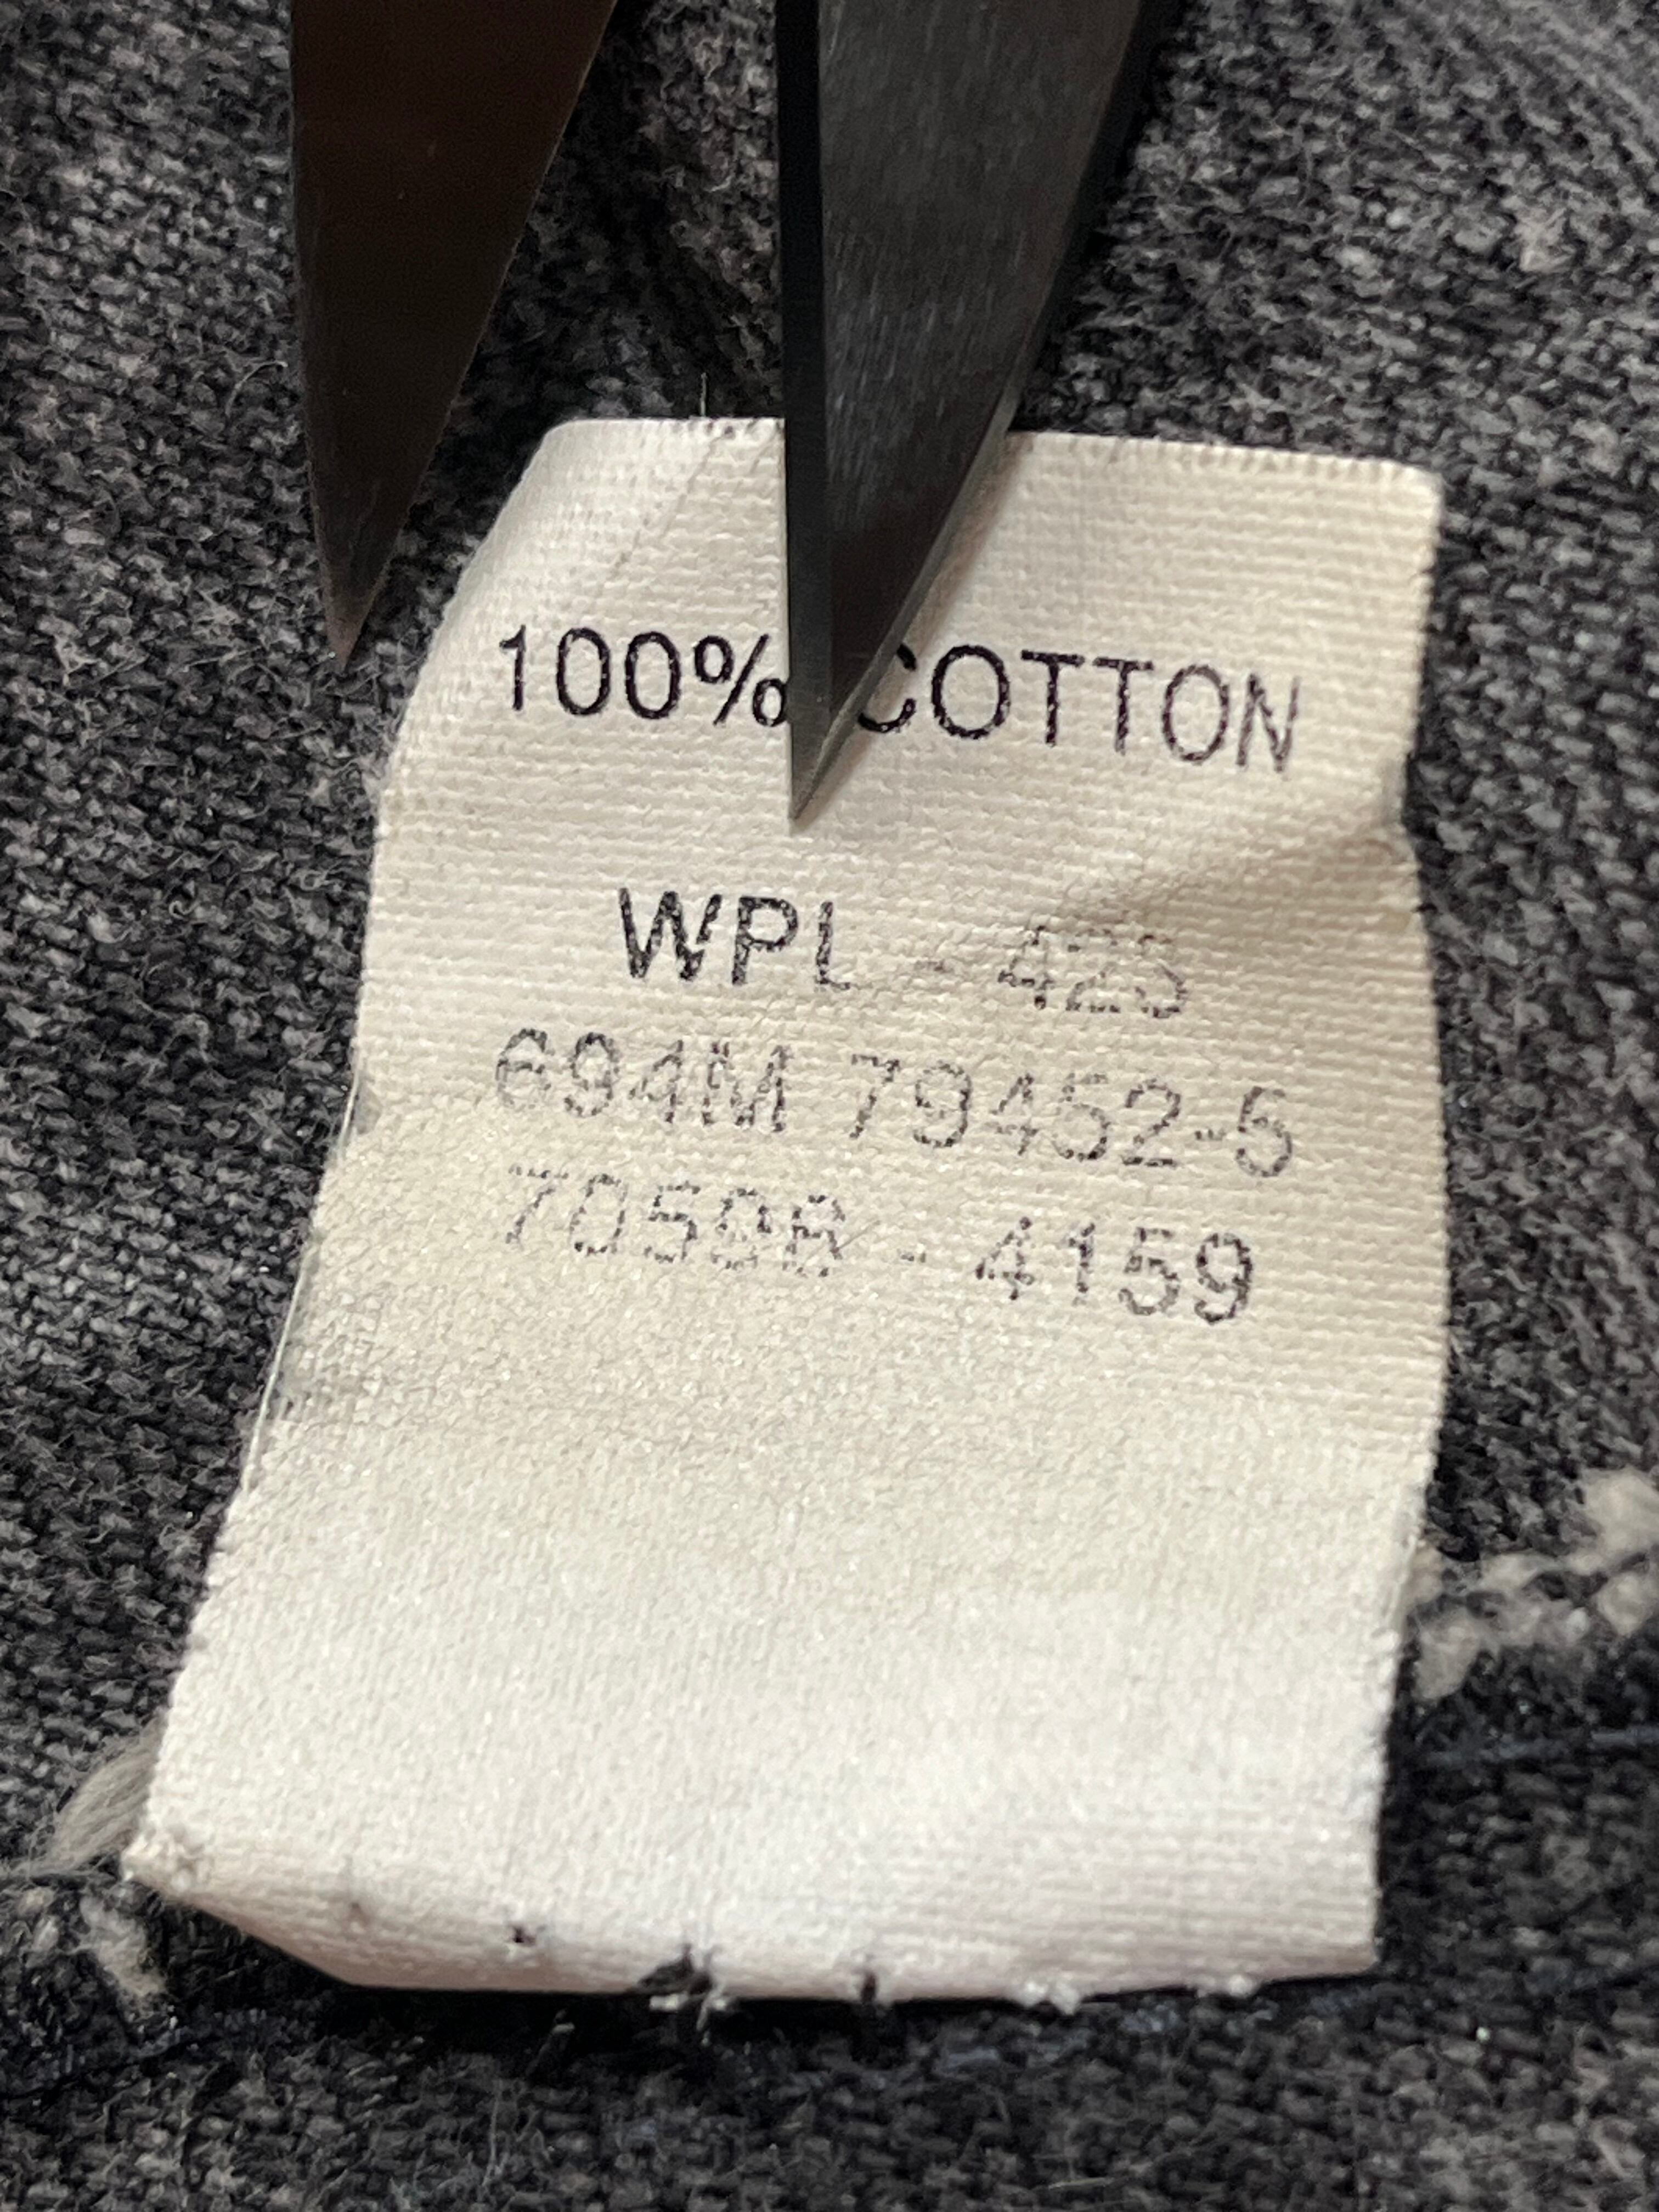 100% COTTON
WPL - 423
694M 79452-5
70598 - 4159